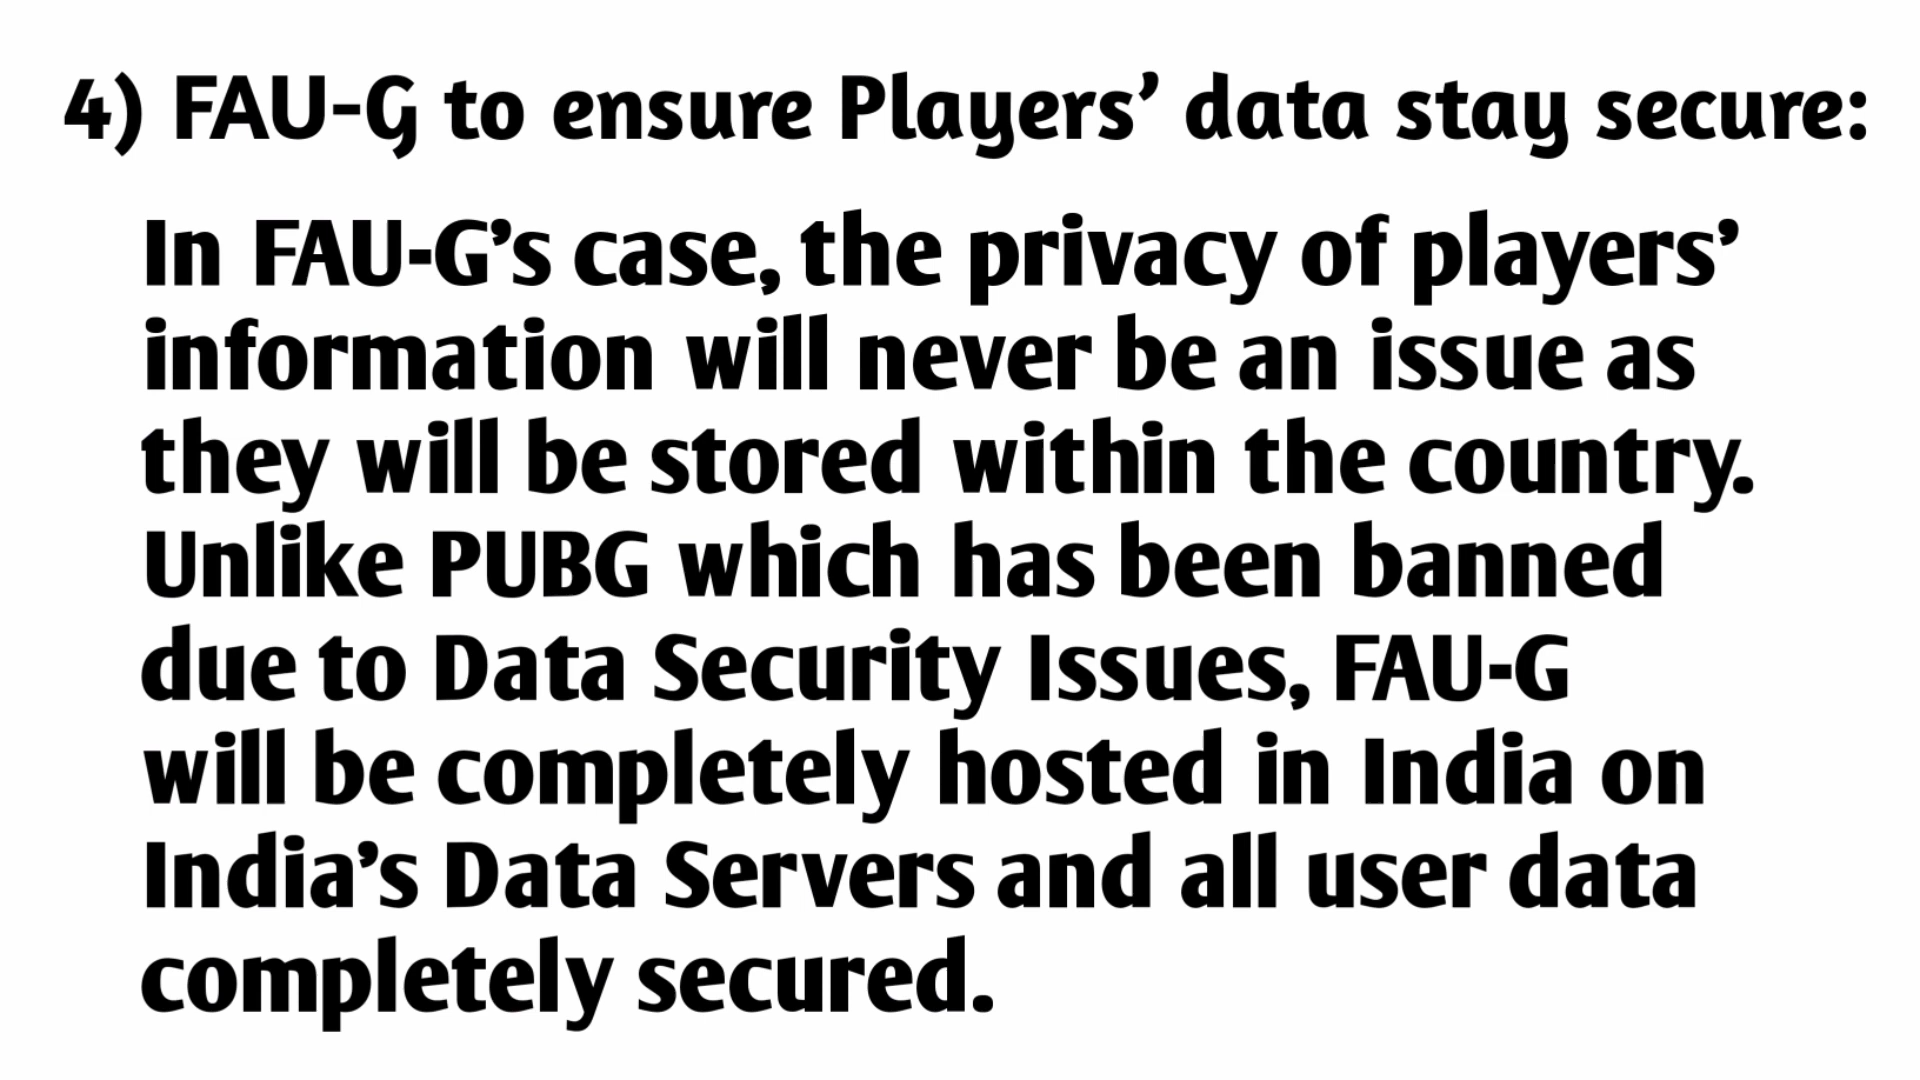 4) FAU-G to ensure Players’ data stay secure:
In FAU-G’s case, the privacy of players’
information will never be an issue as
they will be stored within the country.
Unlike PUBG which has been banned
due to Data Security Issues, FAU-G
will be completely hosted in India on
India’s Data Servers and all user data
completely secured.